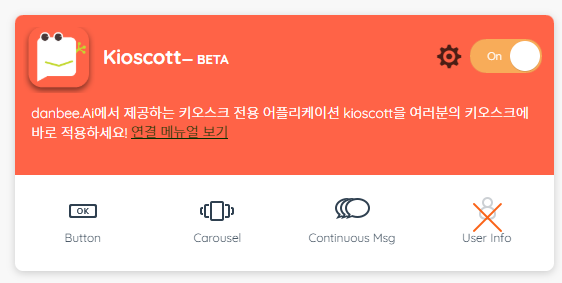 Kioscott— BETA
On
danbee.Ai에서 제공하는 키오스크 전용 어플리케이션 kioscott을 여러분의 키오스크에
바로 적용하세요! 연결 메뉴얼 보기
OK
Button Carousel Continuous Msg User Info